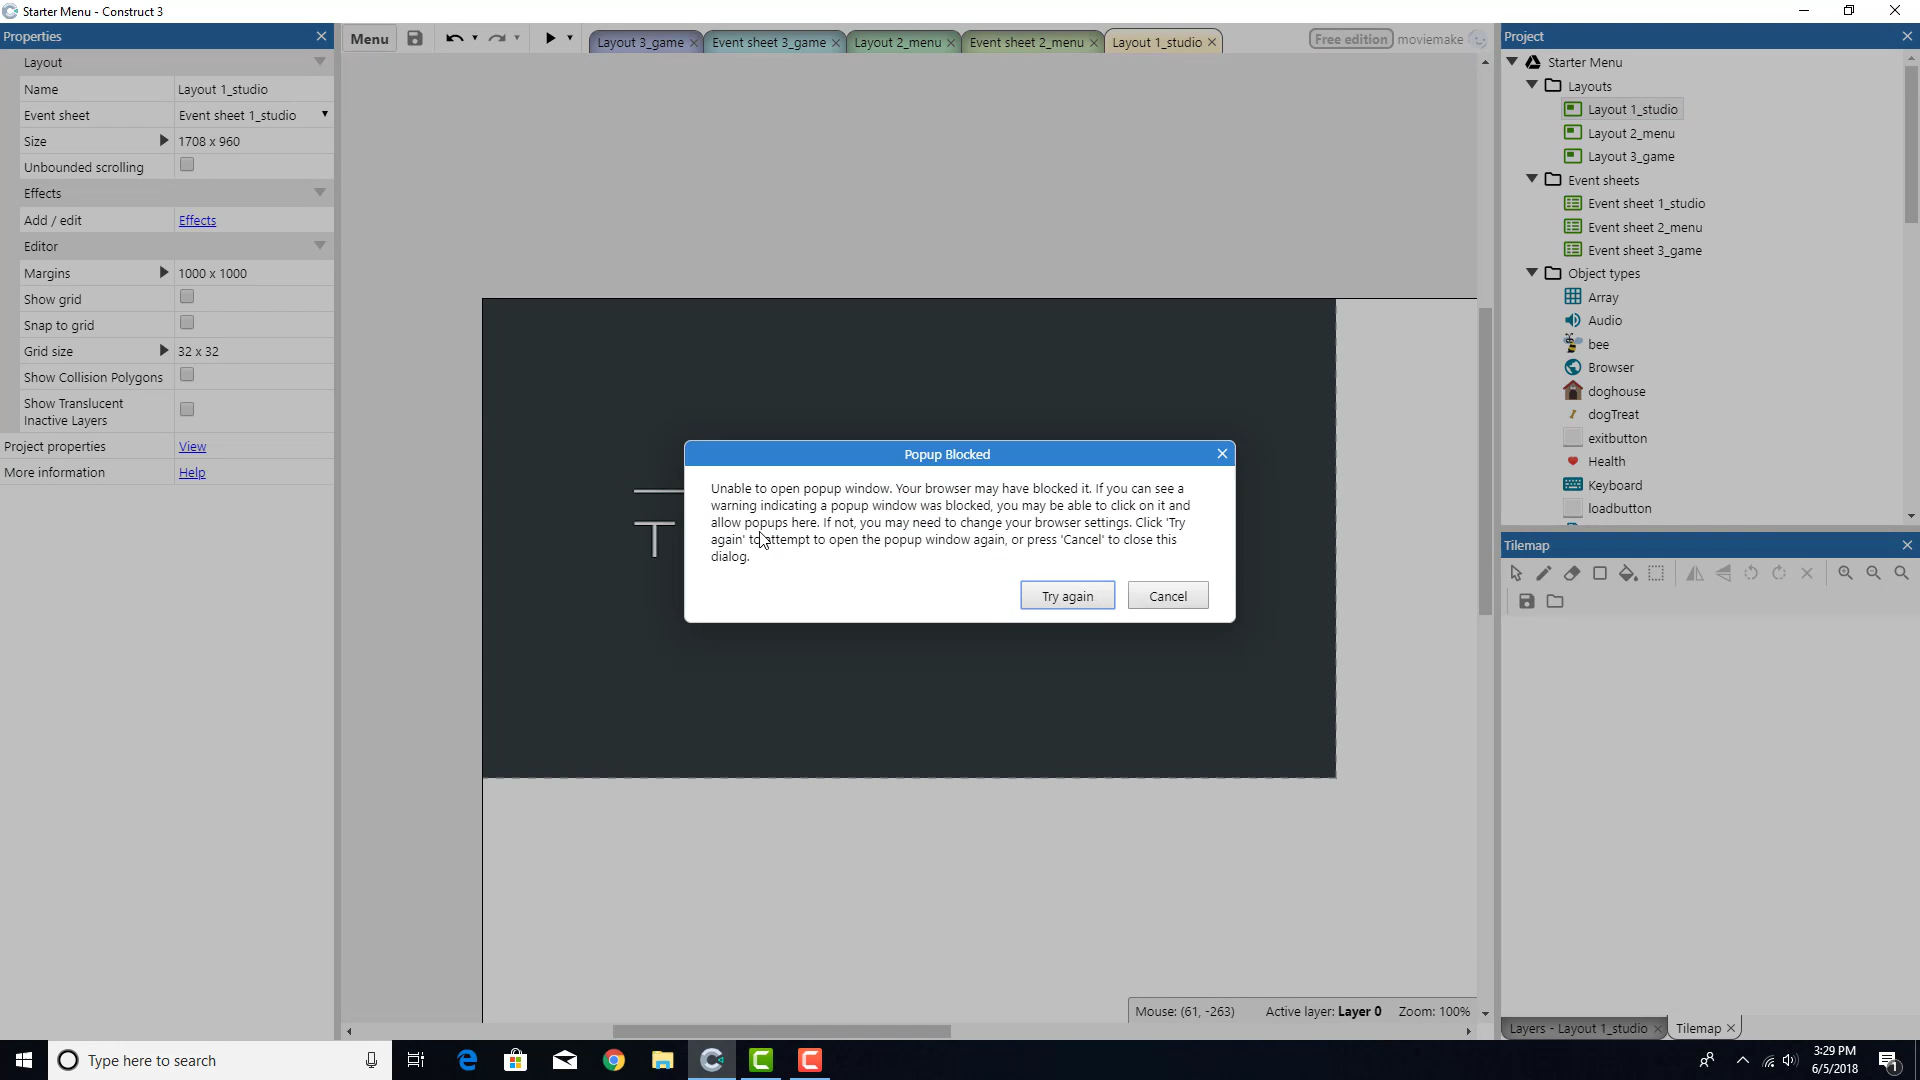 Starter Menu - Construct 3
Properties
Layout
Name Layout 1_studio
Event sheet Event sheet 1_studio
Size 1708 x 960
Unbounded scrolling
Effects
Add / edit Effects
Editor
Margins 1000 x 1000
Show grid
Snap to grid
Grid size 32 x 32
Show Collision Polygons
Show Translucent
Inactive Layers
Project properties View
More information Help
Menu
Layout 3_game
Event sheet 3_game
Layout 2_menu
Event sheet 2_menu
Layout 1_studio
Free edition moviemake
T
Popup Blocked
Unable to open popup window. Your browser may have blocked it. If you can see a
warning indicating a popup window was blocked, you may be able to click on it and
allow popups here. If not, you may need to change your browser settings. Click 'Try
again' to attempt to open the popup window again, or press 'Cancel' to close this
dialog.
Try again
Cancel
Mouse: (61, -263) Active layer: Layer 0 Zoom: 100%
Project
Starter Menu
Layouts
Layout 1_studio
Layout 2_menu
Layout 3_game
Event sheets
Event sheet 1_studio
Event sheet 2_menu
Event sheet 3_game
Object types
Array
Audio
bee
Browser
doghouse
dogTreat
exitbutton
Health
Keyboard
loadbutton
Tilemap
Layers - Layout 1_studio
Tilemap
Type here to search
3:29 PM
6/5/2018
1